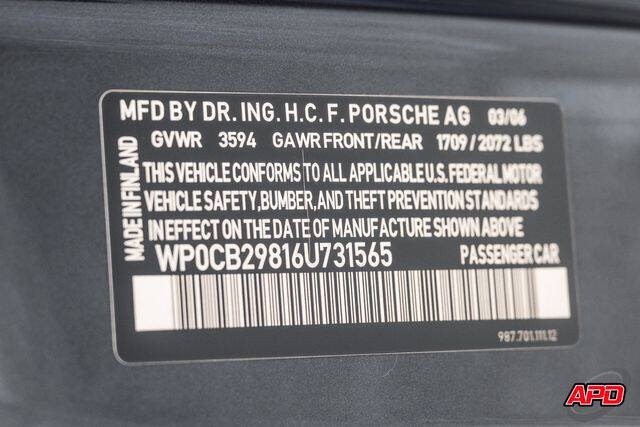 MFD BY DR. ING. H.C. F. PORSCHE AG 03/06
GVWR 3594 GAWR FRONT/REAR 1709 / 2072 LBS
MADE IN FINLAND
THIS VEHICLE CONFORMS TO ALL APPLICABLE U.S. FEDERAL MOTOR
VEHICLE SAFETY, BUMBER, AND THEFT PREVENTION STANDARDS
IN EFFECT ON THE DATE OF MANUFACTURE SHOWN ABOVE
WP0CB29816U731565 PASSENGER CAR
987.701.111.12
APD